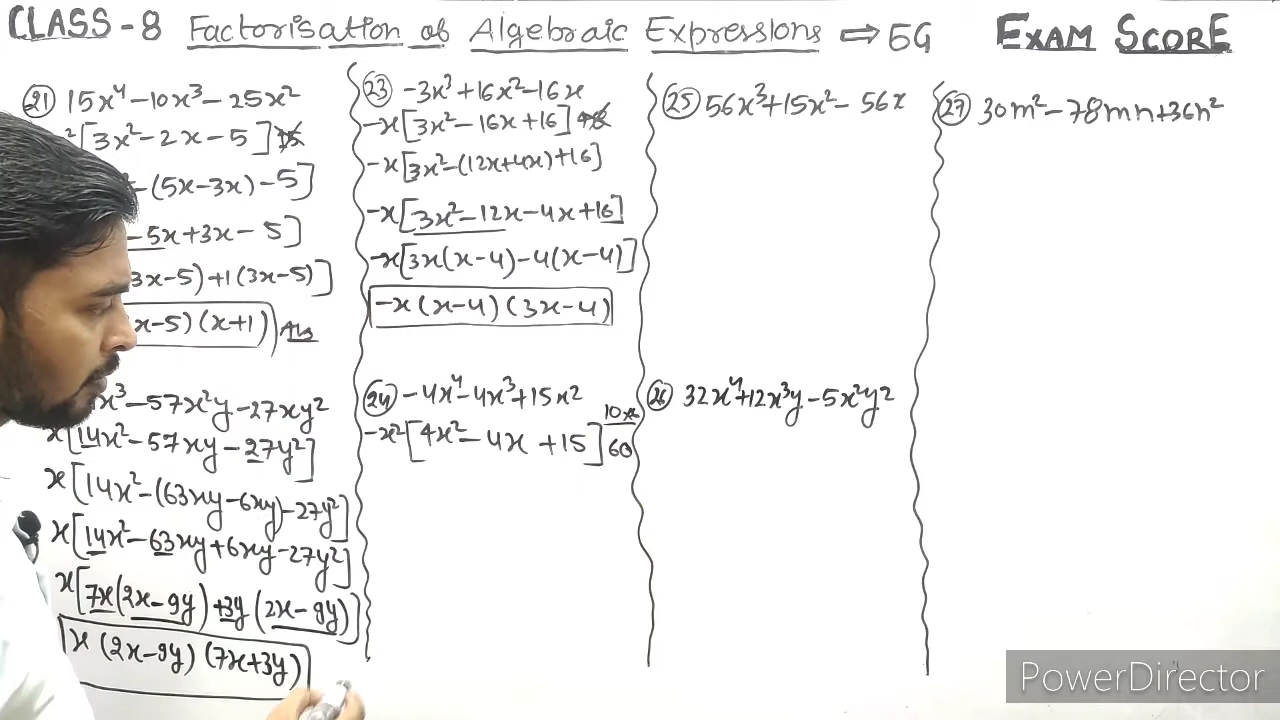 CLASS-8 Factorisation of Algebraic Expressions ⇒ 5G EXAM SCORE
(21) 15x⁴-10x³-25x²
²[3x²-2x-5]
-(5x-3x)-5]
-5x+3x-5]
3x-5)+1(3x-5)]
x-5)(x+1) Ans
x³-57x²y-27xy²
x[14x²-57xy-27y²]
x[14x²-(63xy-6xy)-27y²]
x[14x²-63xy+6xy-27y²]
x[7x(2x-9y)+3y(2x-9y)]
x(2x-9y)(7x+3y)
(23) -3x³+16x²-16x
-x[3x²-16x+16]
-x[3x²-(12x+4x)+16]
-x[3x²-12x-4x+16]
-x[3x(x-4)-4(x-4)]
-x(x-4)(3x-4)
(24) -4x⁴-4x³+15x²
-x²[4x²-4x+15] 60
(25) 56x³+15x²-56x
(26) 32x⁴+12x³y-5x²y²
(27) 30m²-78mn+36n²
PowerDirector